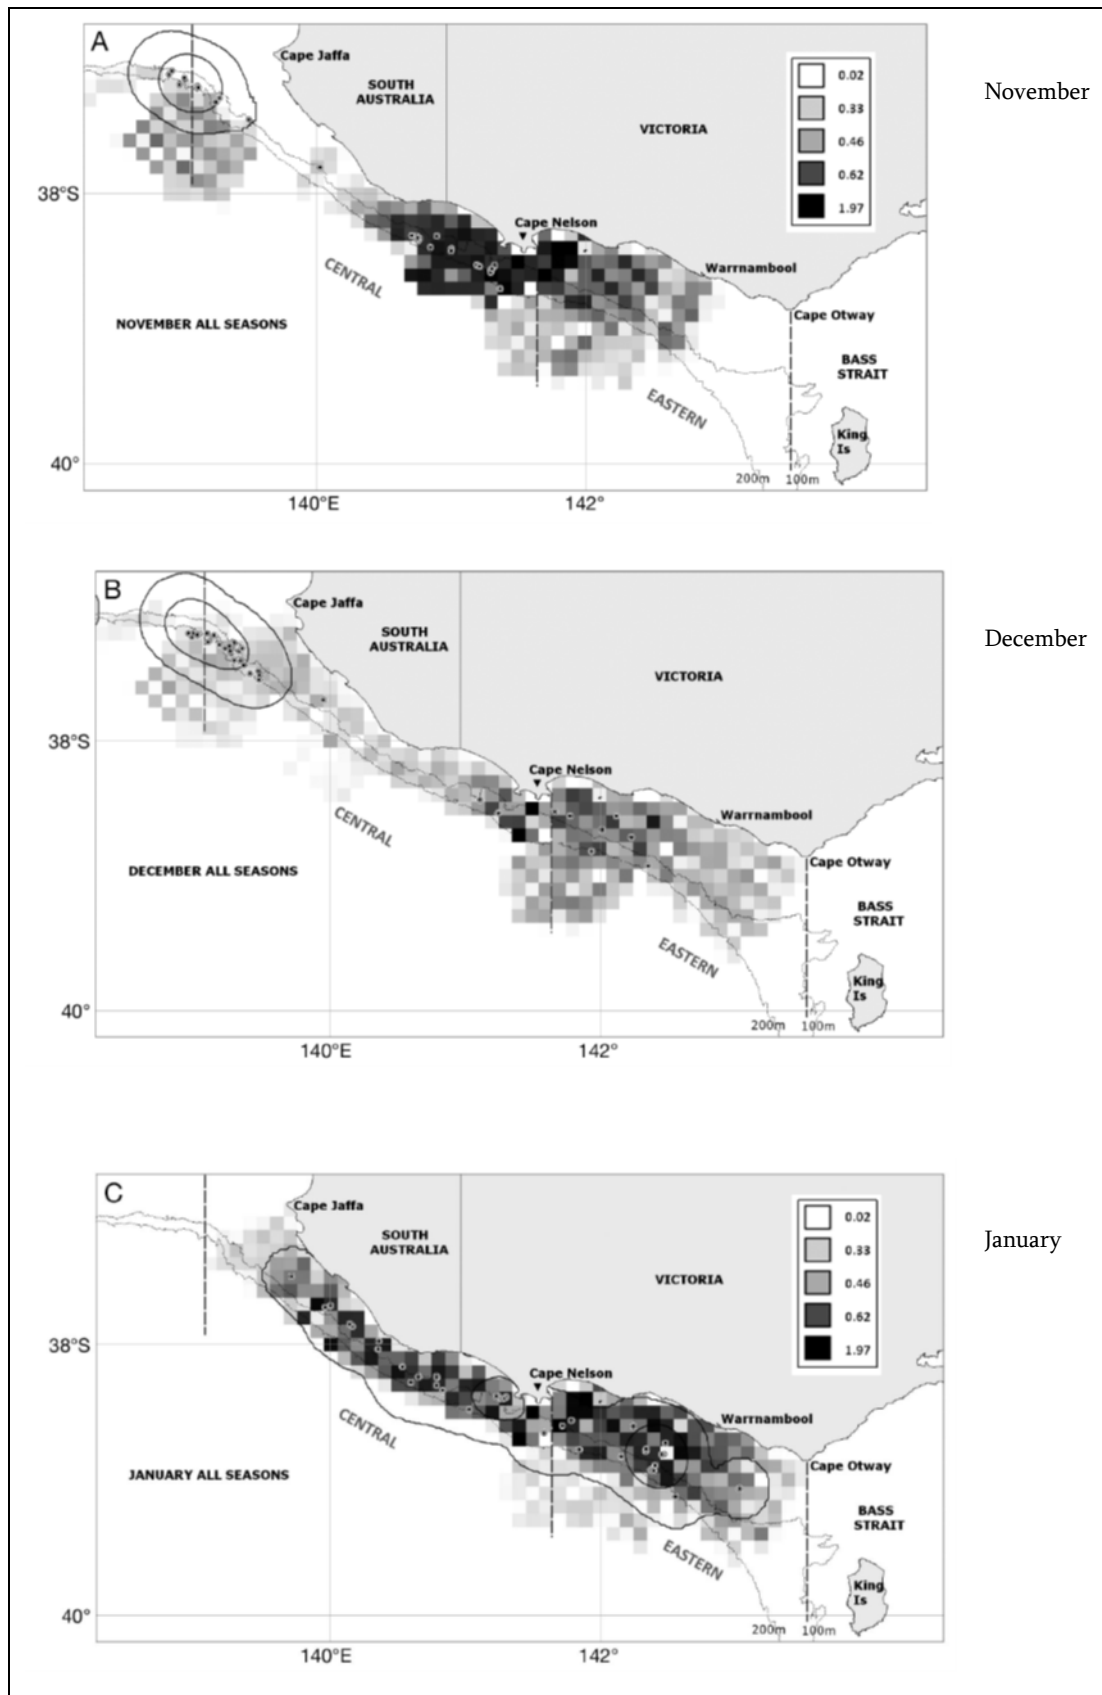 A
Cape Jaffa
SOUTH
AUSTRALIA
VICTORIA
0.02
0.33
0.46
0.62
1.97
November
38°S
Cape Nelson
Warrnambool
CENTRAL
Cape Otway
NOVEMBER ALL SEASONS
BASS
STRAIT
EASTERN
King
Is
40°
200m 100m
140°E 142°
B
Cape Jaffa
SOUTH
AUSTRALIA
December
VICTORIA
38°S
Cape Nelson
Warrnambool
CENTRAL
Cape Otway
DECEMBER ALL SEASONS
BASS
STRAIT
EASTERN
King
Is
40°
200m 100m
140°E 142°
C
Cape Jaffa
SOUTH
AUSTRALIA
VICTORIA
0.02
0.33
0.46
0.62
1.97
January
38°S
Cape Nelson
Warrnambool
CENTRAL
Cape Otway
JANUARY ALL SEASONS
BASS
STRAIT
EASTERN
King
Is
40°
200m 100m
140°E 142°